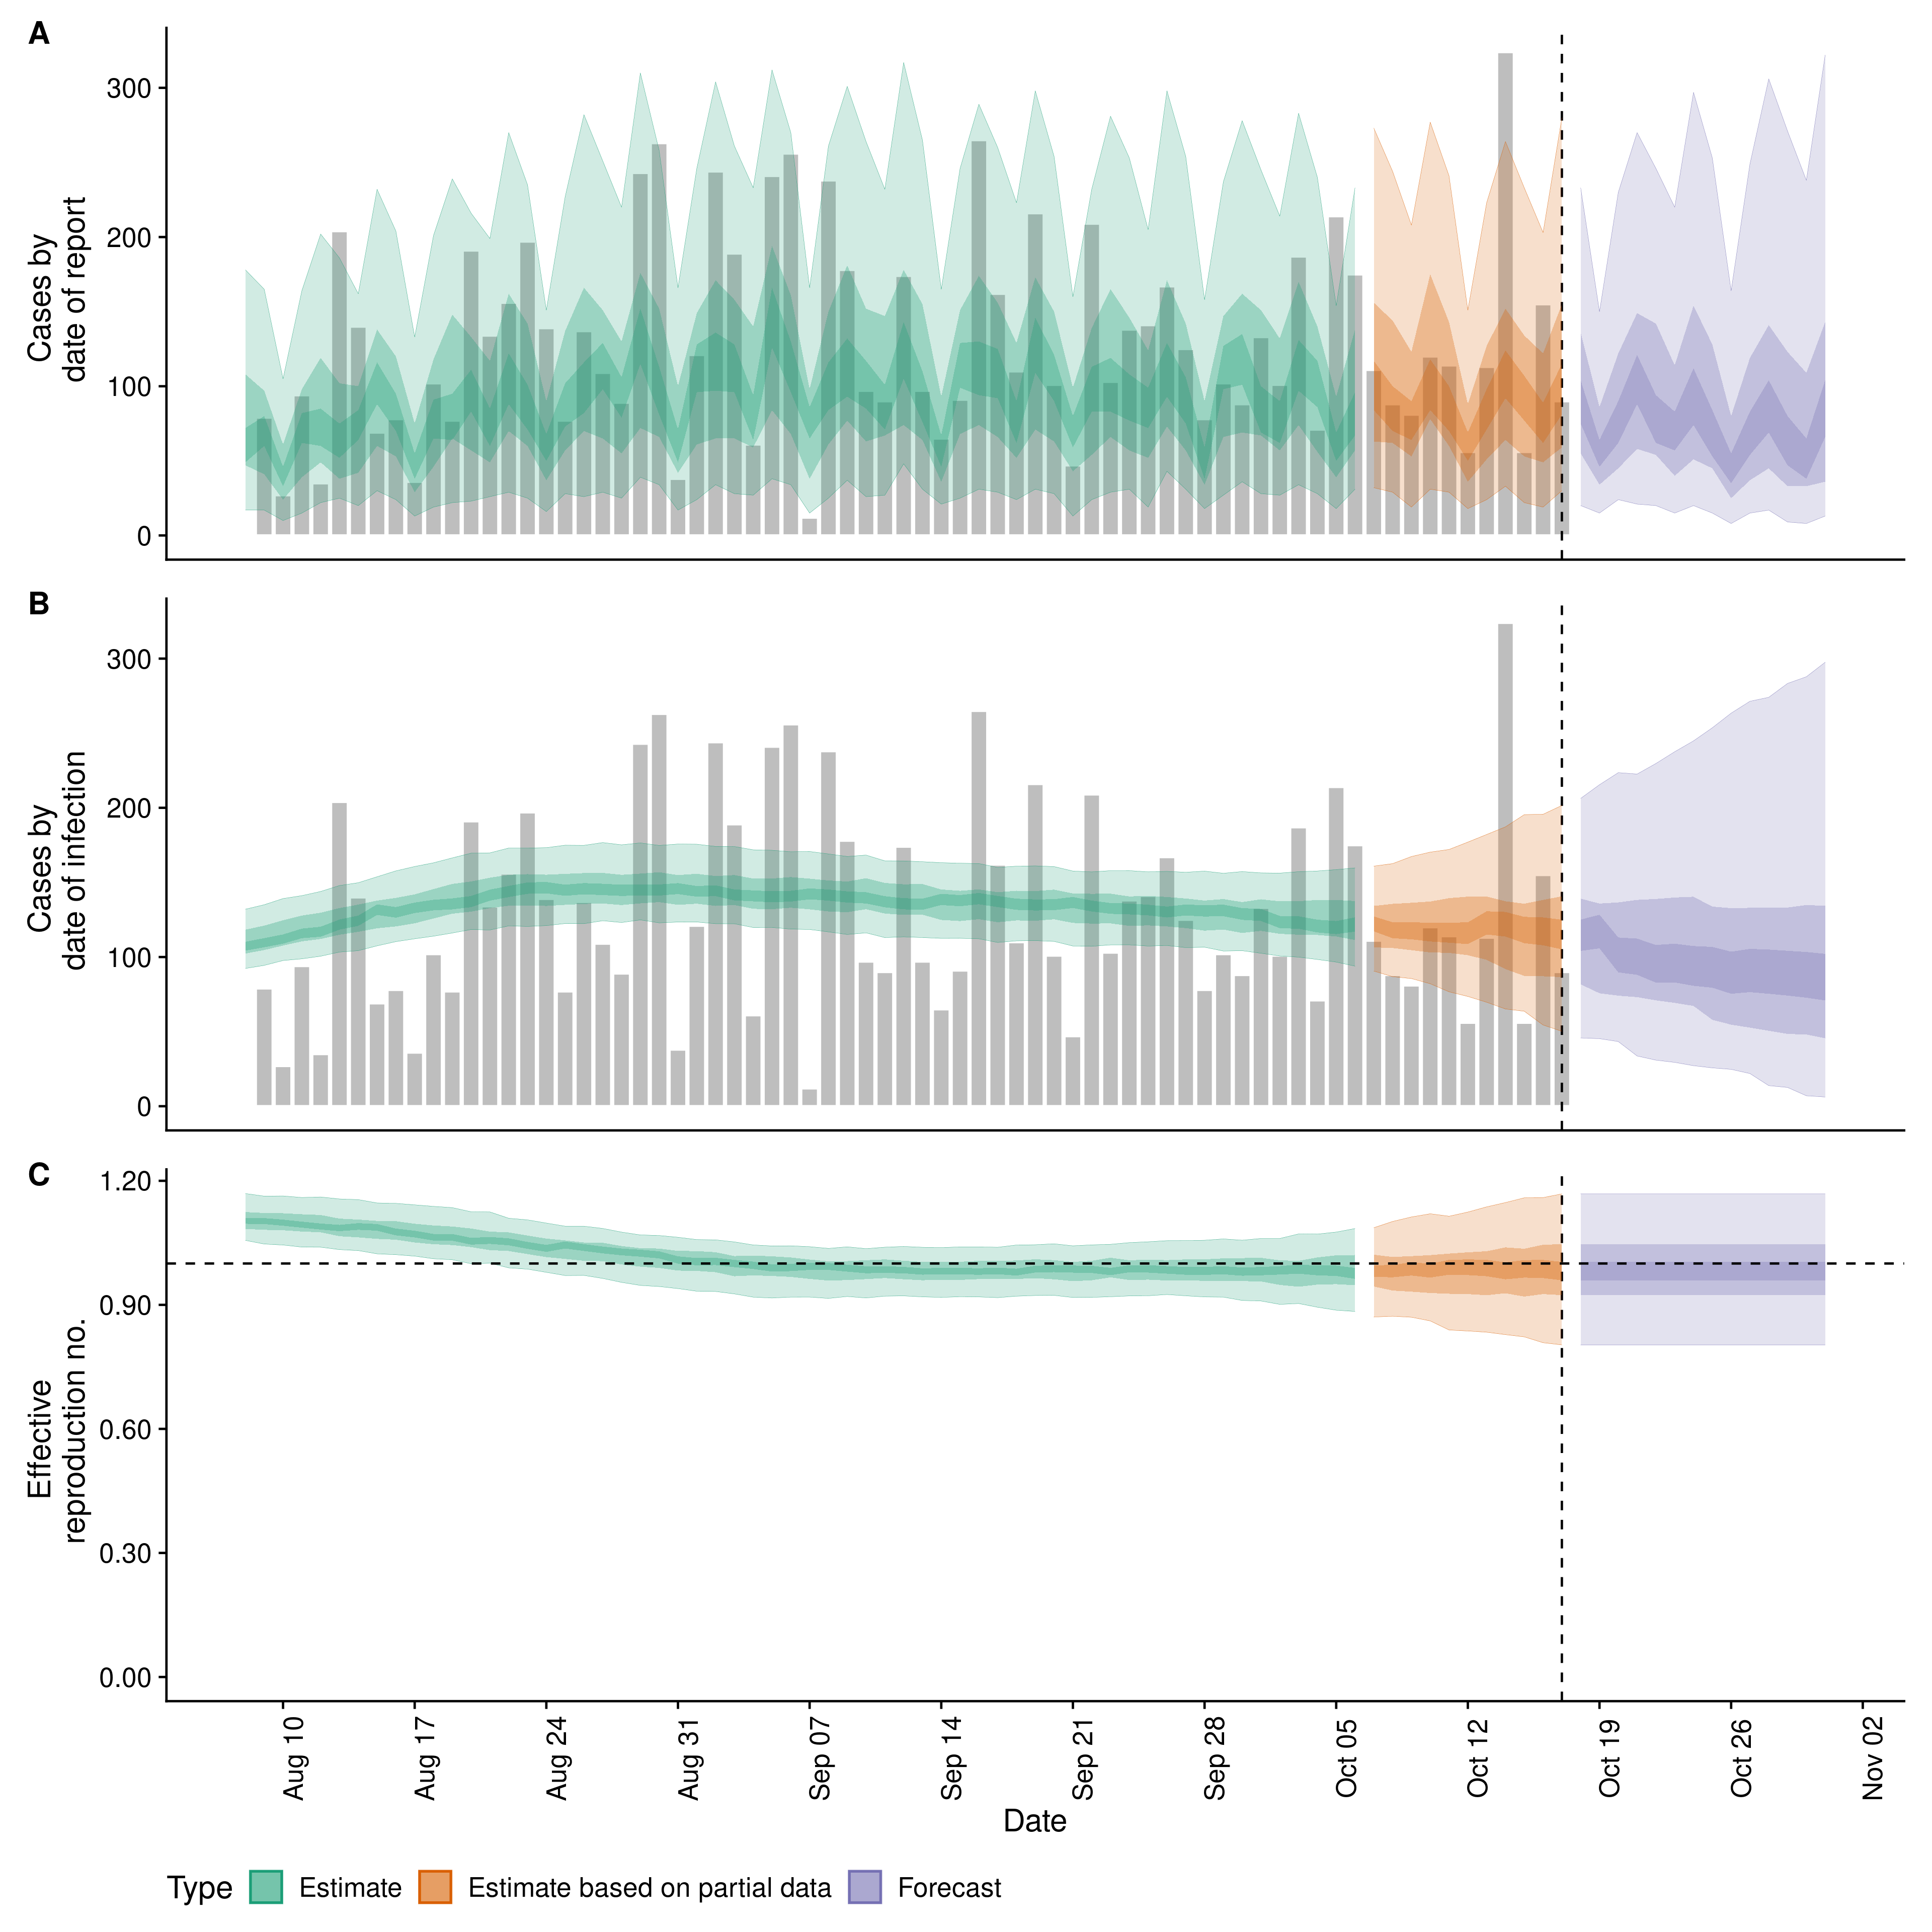 A
300
200
100
0
Cases by
date of report
B
300
200
100
0
Cases by
date of infection
C
1.20
0.90
0.60
0.30
0.00
Effective
reproduction no.
Aug 10
Aug 17
Aug 24
Aug 31
Sep 07
Sep 14
Sep 21
Sep 28
Oct 05
Oct 12
Oct 19
Oct 26
Nov 02
Date
Type Estimate Estimate based on partial data Forecast